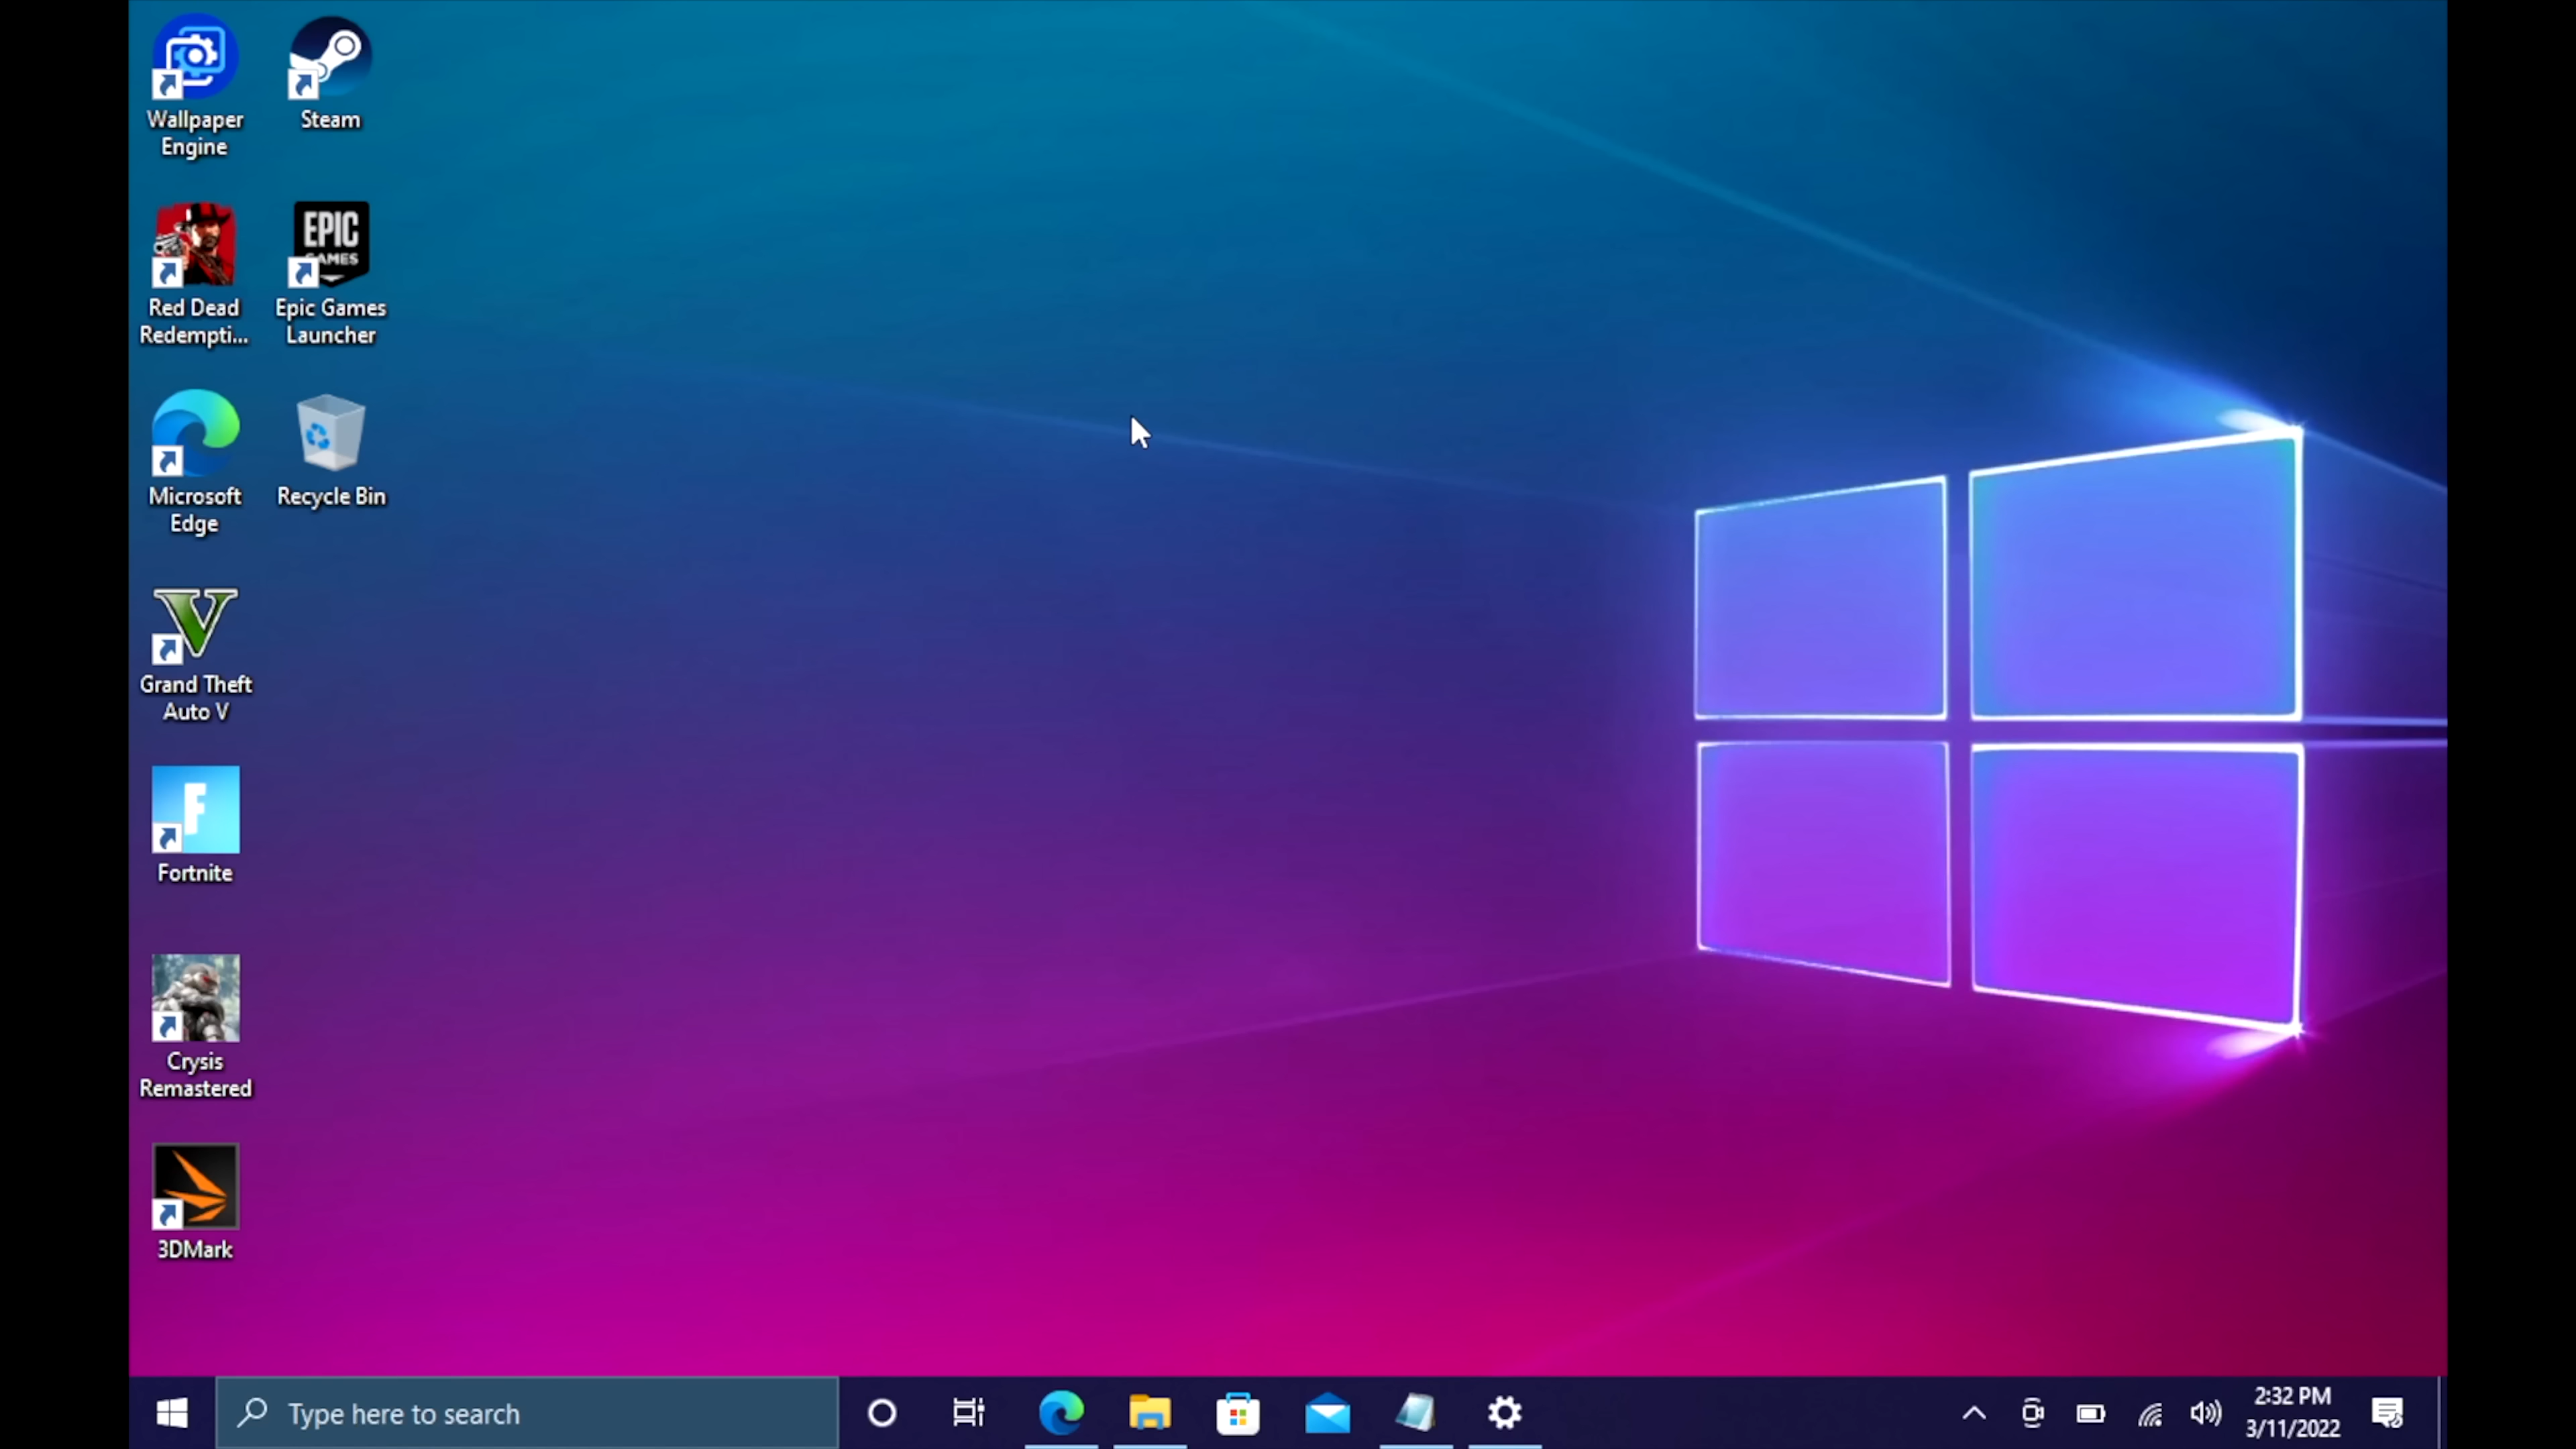 Wallpaper
Engine
Steam
EPIC
GAMES
Red Dead
Redempti...
Epic Games
Launcher
Microsoft
Edge
Recycle Bin
Grand Theft
Auto V
F
Fortnite
Crysis
Remastered
3DMark
Type here to search
2:32 PM
3/11/2022